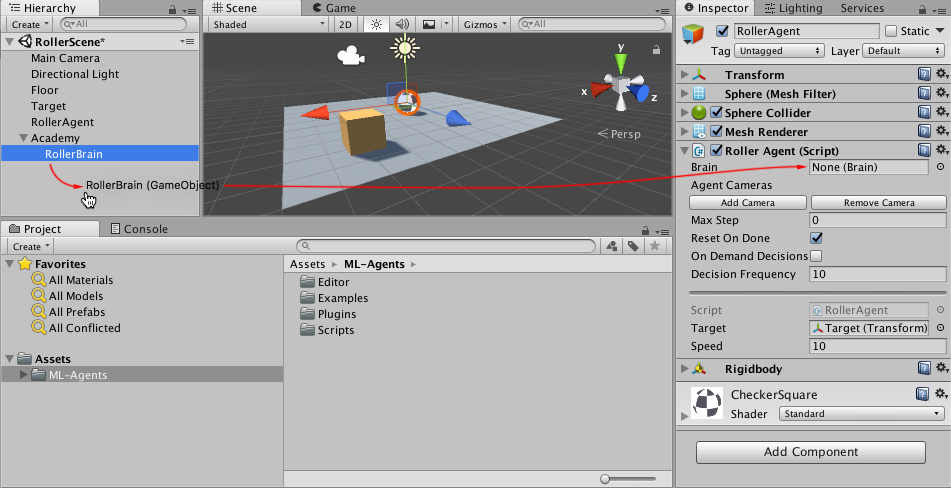 Hierarchy
Create
All
RollerScene*
Main Camera
Directional Light
Floor
Target
RollerAgent
Academy
RollerBrain
RollerBrain (GameObject)
Scene
Game
Shaded
2D
Gizmos
All
y
x
z
Persp
Project
Console
Create
Favorites
All Materials
All Models
All Prefabs
All Conflicted
Assets
ML-Agents
Assets ML-Agents
Editor
Examples
Plugins
Scripts
Inspector
Lighting
Services
RollerAgent
Static
Tag Untagged
Layer Default
Transform
Sphere (Mesh Filter)
Sphere Collider
Mesh Renderer
Roller Agent (Script)
Brain None (Brain)
Agent Cameras
Add Camera Remove Camera
Max Step 0
Reset On Done
On Demand Decisions
Decision Frequency 10
Script RollerAgent
Target Target (Transform)
Speed 10
Rigidbody
CheckerSquare
Shader Standard
Add Component